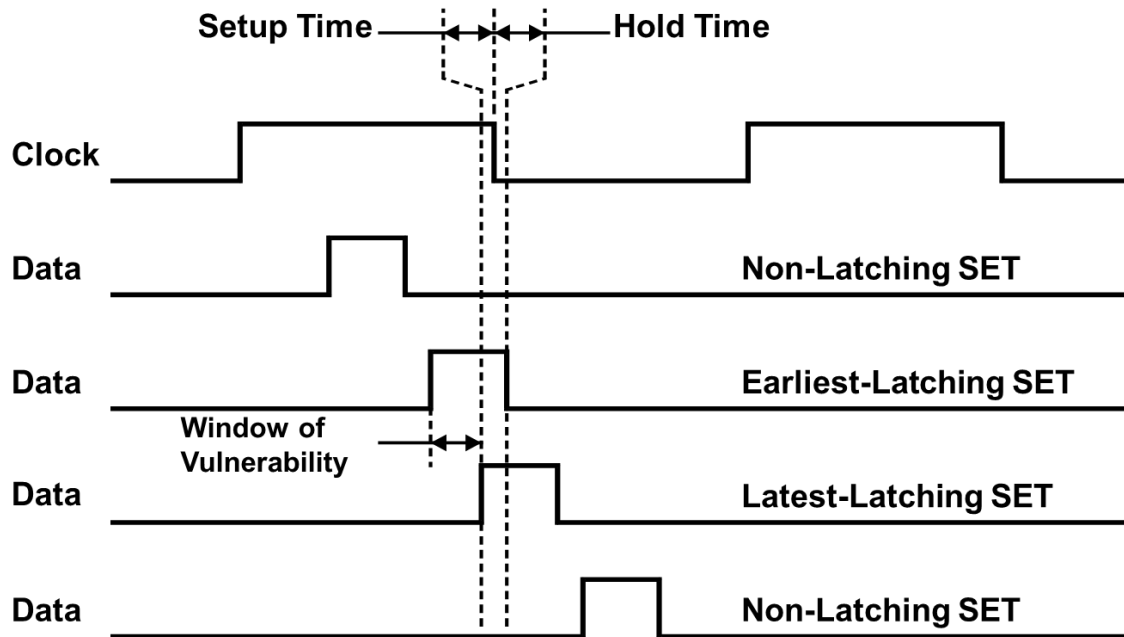 Setup Time
Hold Time
Clock
Data
Non-Latching SET
Data
Earliest-Latching SET
Window of
Vulnerability
Data
Latest-Latching SET
Data
Non-Latching SET